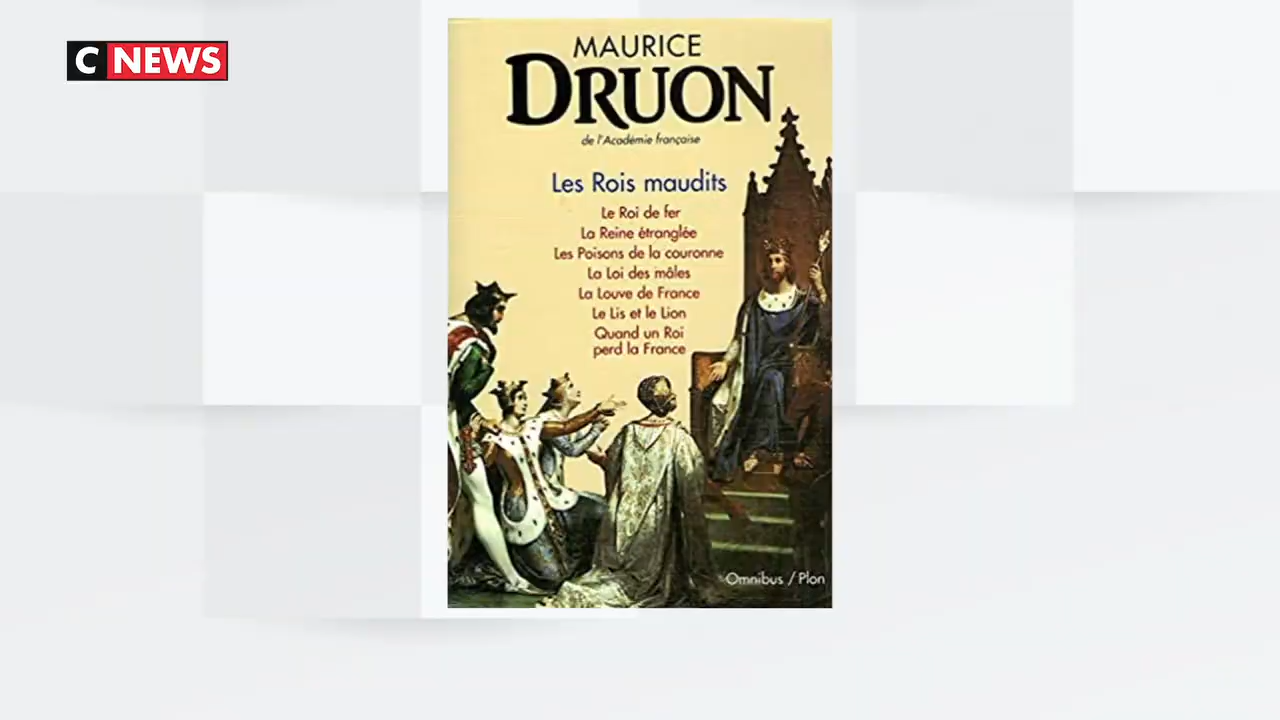 CNEWS
MAURICE
DRUON
de l'Académie française
Les Rois maudits
Le Roi de fer
La Reine étranglée
Les Poisons de la couronne
La Loi des mâles
La Louve de France
Le Lis et le Lion
Quand un Roi
perd la France
Omnibus / Plon